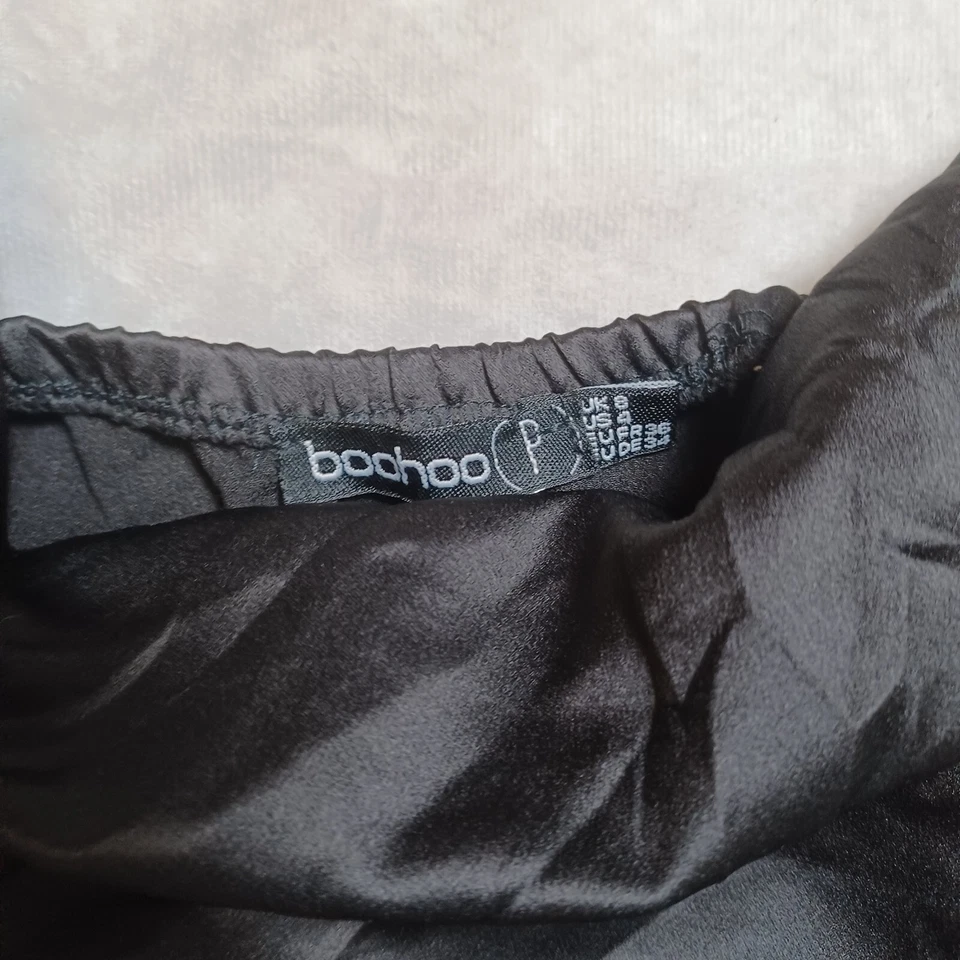 boohoo
P
UK 8
US 4
EU FR 36
EU DE 34